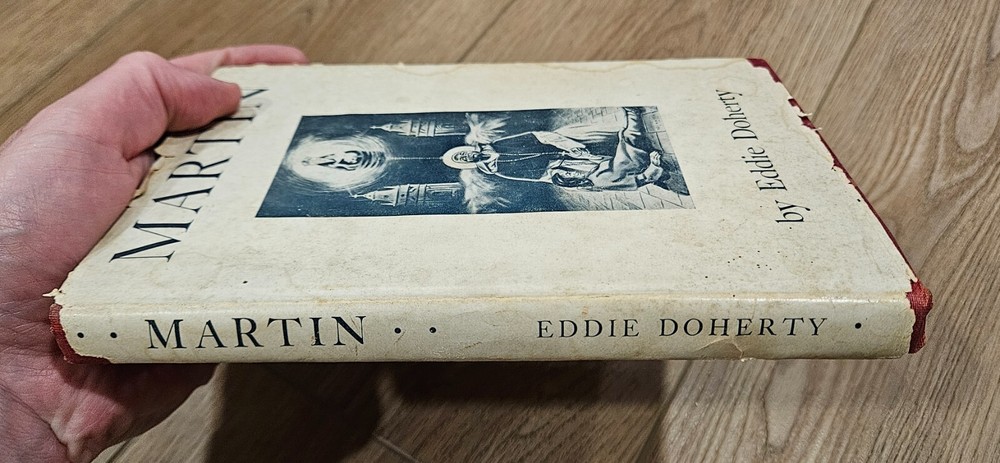 MARTIN
by Eddie Doherty
· · MARTIN · · EDDIE DOHERTY ·